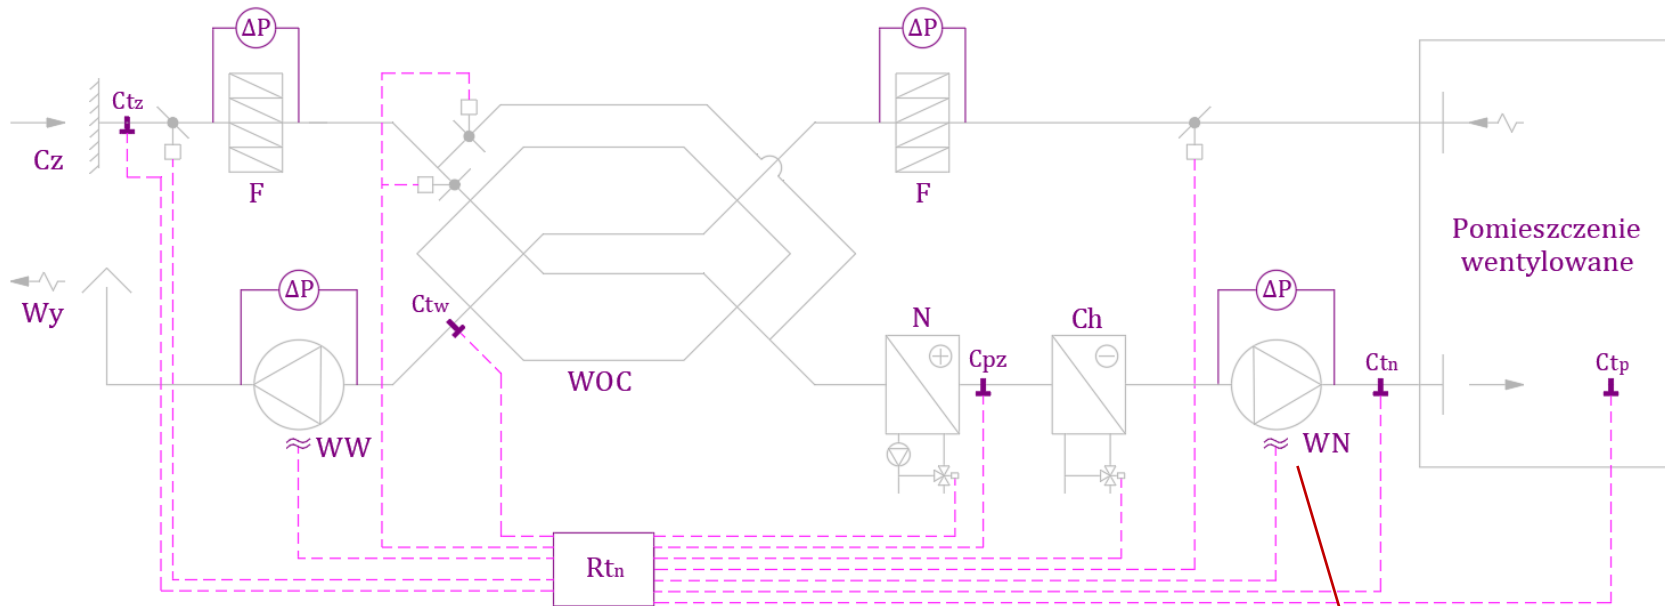 ΔP
ΔP
Ctz
Cz
F
F
Pomieszczenie
wentylowane
ΔP
ΔP
Wy
Ctw
N
Ch
WOC
Cpz
Ctn
Ctp
WW
WN
Rtn